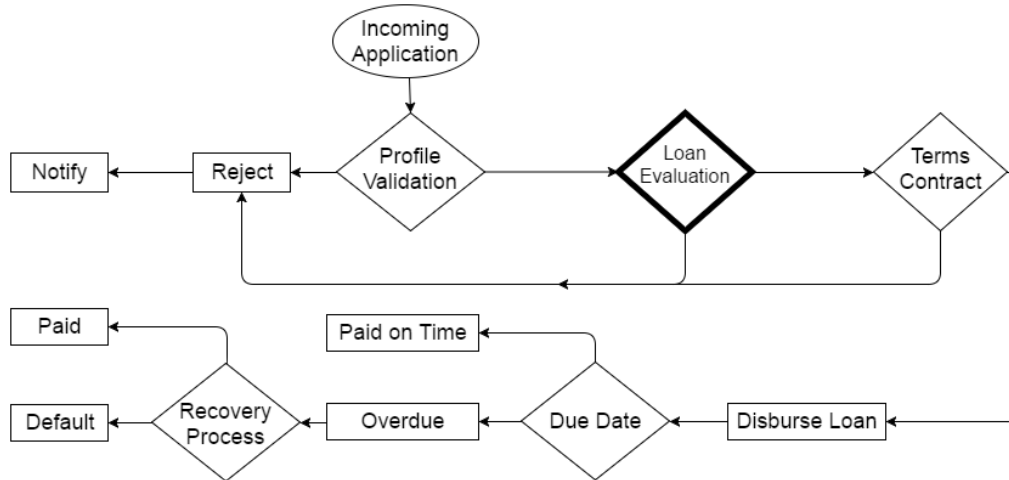 Incoming
Application
Notify
Reject
Profile
Validation
Loan
Evaluation
Terms
Contract
Paid
Paid on Time
Default
Recovery
Process
Overdue
Due Date
Disburse Loan